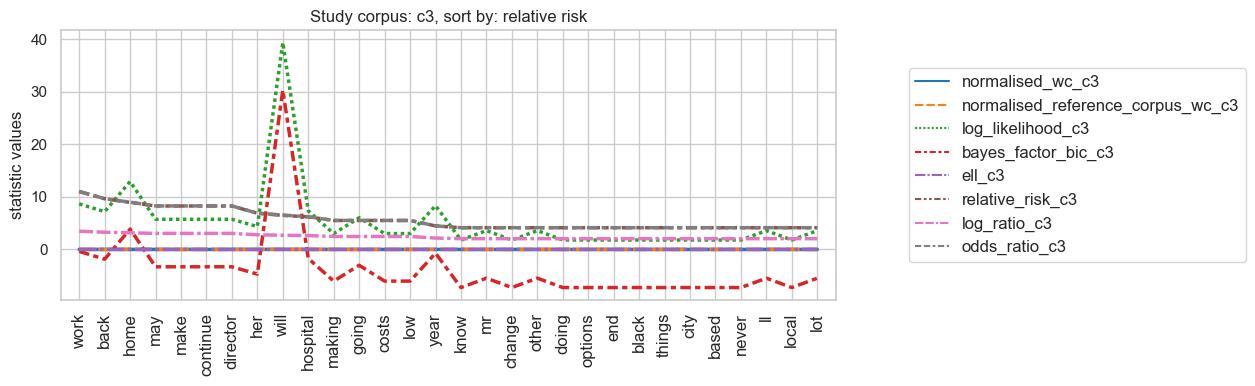 Study corpus: c3, sort by: relative risk
statistic values
40
30
20
10
0
work
back
home
may
make
continue
director
her
will
hospital
making
going
costs
low
year
know
mr
change
other
doing
options
end
black
things
city
based
never
ll
local
lot
normalised_wc_c3
normalised_reference_corpus_wc_c3
log_likelihood_c3
bayes_factor_bic_c3
ell_c3
relative_risk_c3
log_ratio_c3
odds_ratio_c3